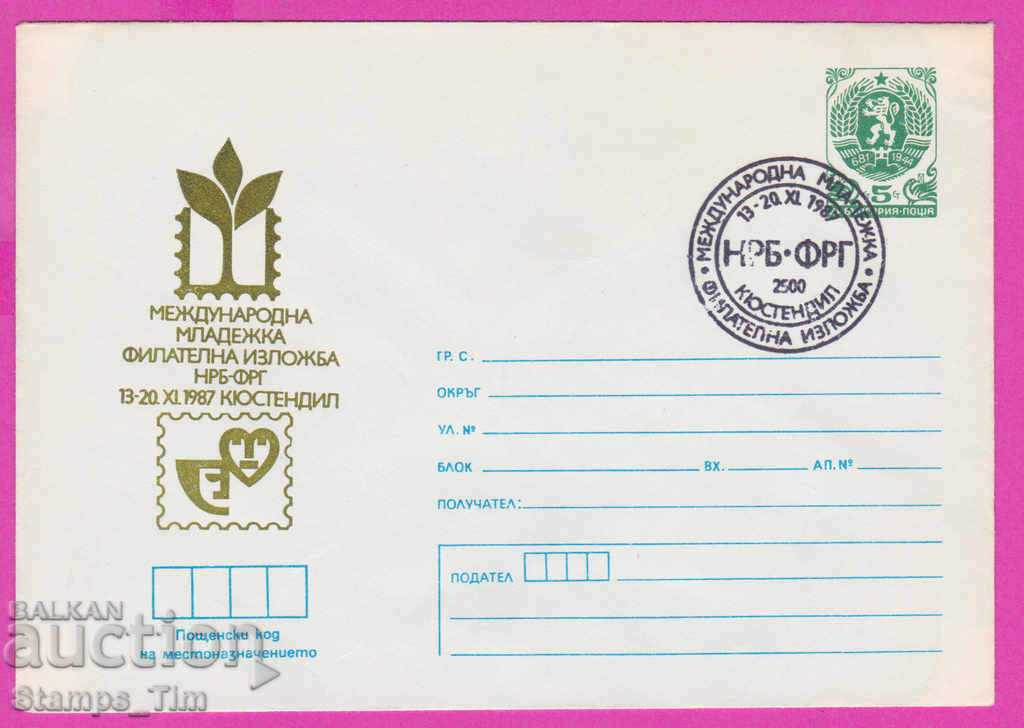 МЕЖДУНАРОДНА
МЛАДЕЖКА
ФИЛАТЕЛНА ИЗЛОЖБА
НРБ-ФРГ
13-20. XI. 1987 КЮСТЕНДИЛ
681 1944
5
МЕЖДУНАРОДНА МЛАДЕЖКА
13-20. XI. 1987
НРБ•ФРГ
2500
КЮСТЕНДИЛ
ФИЛАТЕЛНА ИЗЛОЖБА
ГР. С.
ОКРЪГ
УЛ. №
БЛОК ВХ. АП. №
ПОЛУЧАТЕЛ:
ПОДАТЕЛ
Пощенски код
на местоназначението
BALKAN
auction
Stamps_Tim